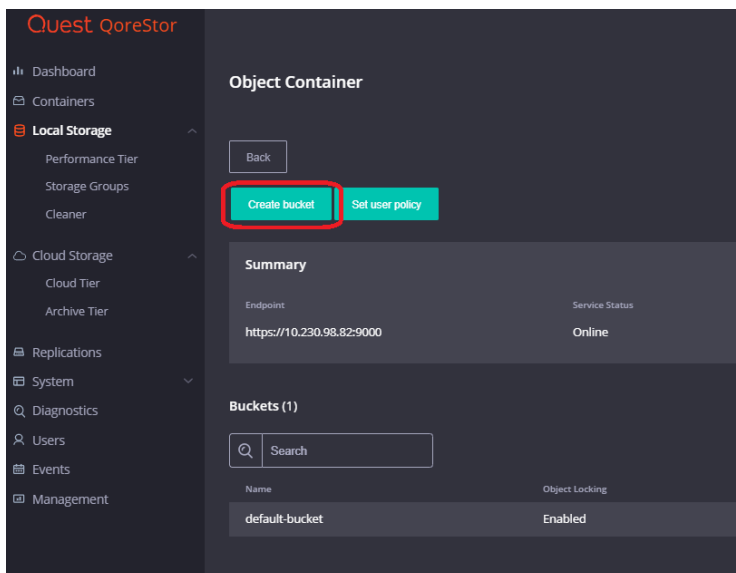 Quest QoreStor
Dashboard
Containers
Local Storage
Performance Tier
Storage Groups
Cleaner
Cloud Storage
Cloud Tier
Archive Tier
Replications
System
Diagnostics
Users
Events
Management
Object Container
Back
Create bucket
Set user policy
Summary
Endpoint
Service Status
https://10.230.98.82:9000
Online
Buckets (1)
Search
Name
Object Locking
default-bucket
Enabled